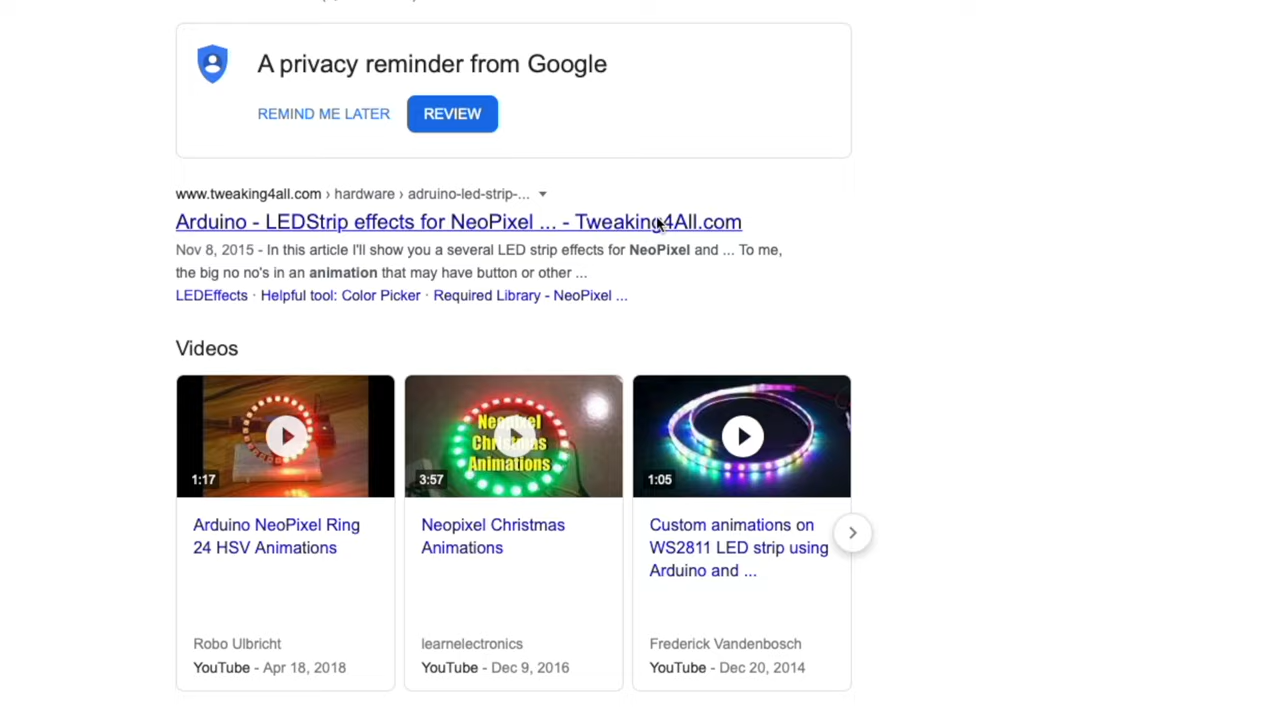 A privacy reminder from Google
REMIND ME LATER REVIEW
www.tweaking4all.com › hardware › adruino-led-strip-...
Arduino - LEDStrip effects for NeoPixel ... - Tweaking4All.com
Nov 8, 2015 - In this article I'll show you a several LED strip effects for NeoPixel and ... To me,
the big no no's in an animation that may have button or other ...
LEDEffects · Helpful tool: Color Picker · Required Library - NeoPixel ...
Videos
Neopixel
Christmas
Animations
1:17
3:57
1:05
Arduino NeoPixel Ring
24 HSV Animations
Neopixel Christmas
Animations
Custom animations on
WS2811 LED strip using
Arduino and ...
Robo Ulbricht
YouTube - Apr 18, 2018
learnelectronics
YouTube - Dec 9, 2016
Frederick Vandenbosch
YouTube - Dec 20, 2014